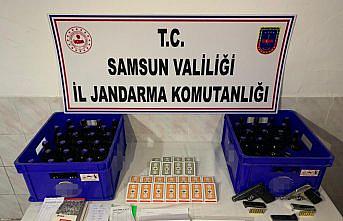 T.C.
SAMSUN VALİLİĞİ
İL JANDARMA KOMUTANLIĞI